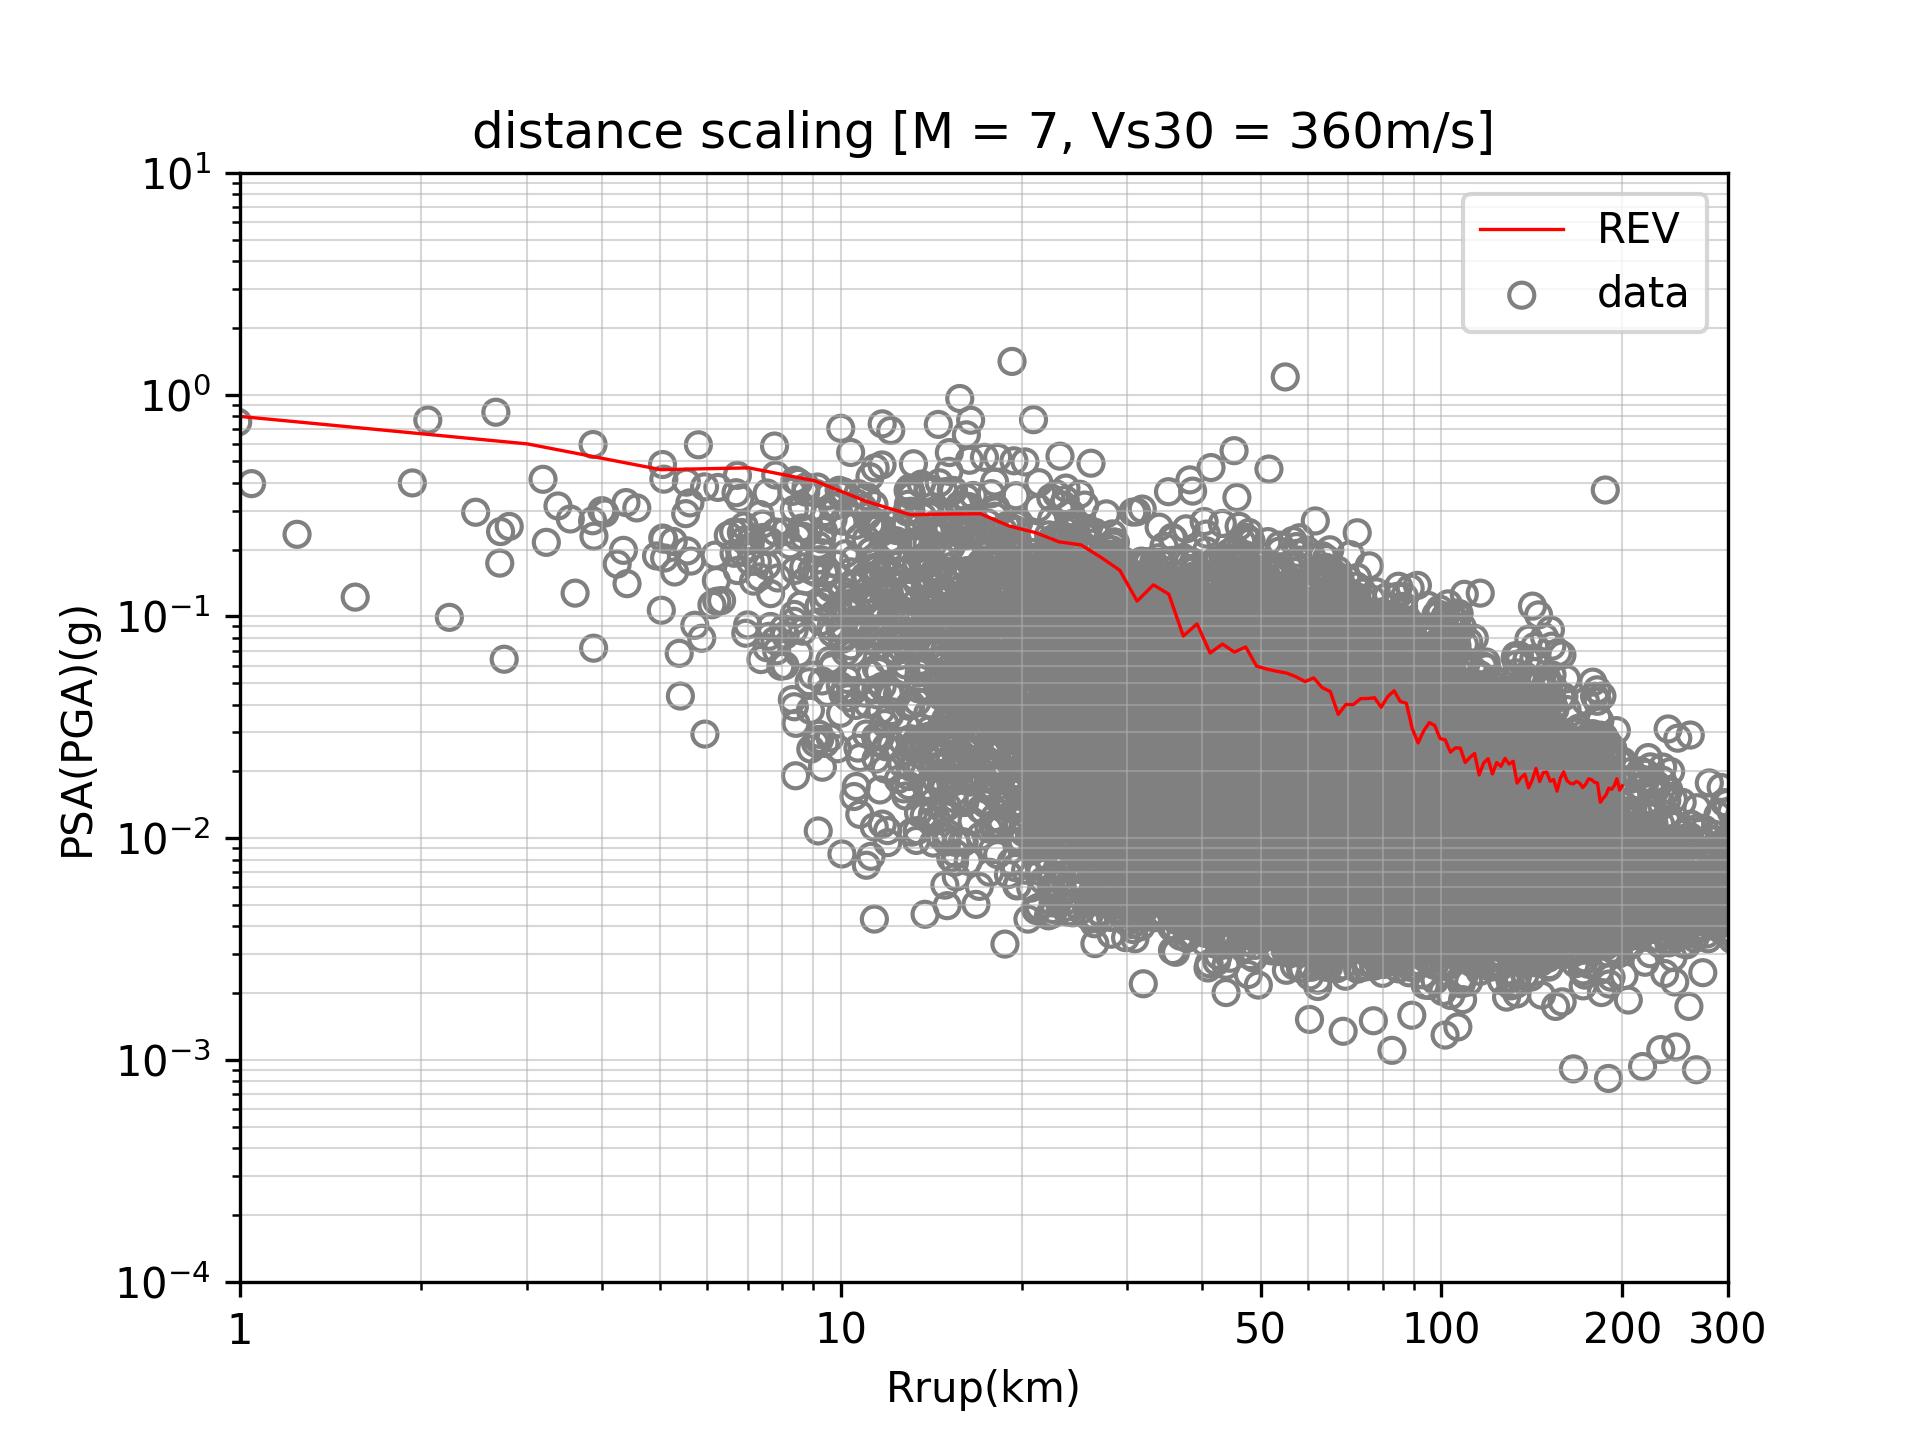 distance scaling [M = 7, Vs30 = 360m/s]
REV
data
10¹
10⁰
10⁻¹
10⁻²
10⁻³
10⁻⁴
PSA(PGA)(g)
1 10 50 100 200 300
Rrup(km)